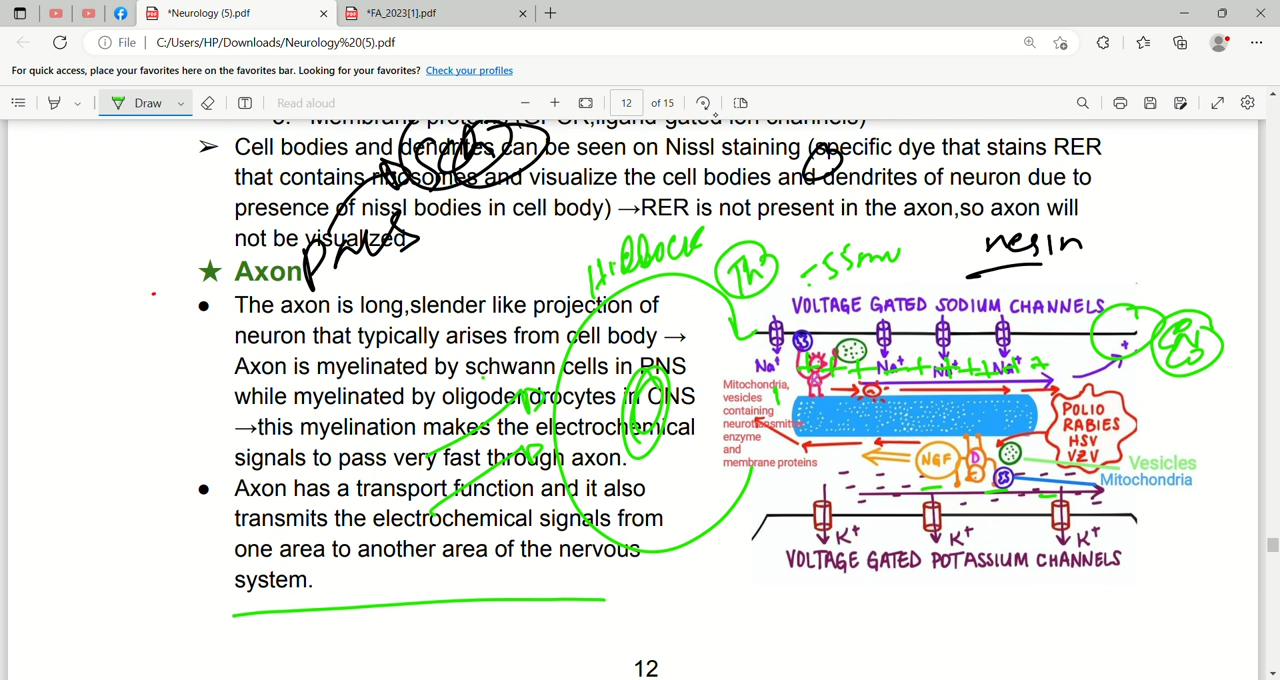 *Neurology (5).pdf
*FA_2023[1].pdf
File
C:/Users/HP/Downloads/Neurology%20(5).pdf
For quick access, place your favorites here on the favorites bar. Looking for your favorites? Check your profiles
Draw
Read aloud
12 of 15
Cell bodies and dendrites can be seen on Nissl staining (specific dye that stains RER
that contains ribosomes and visualize the cell bodies and dendrites of neuron due to
presence of nissl bodies in cell body) →RER is not present in the axon,so axon will
not be visualized
Axon
The axon is long,slender like projection of
neuron that typically arises from cell body →
Axon is myelinated by schwann cells in PNS
while myelinated by oligodendrocytes in CNS
→this myelination makes the electrochemical
signals to pass very fast through axon.
Axon has a transport function and it also
transmits the electrochemical signals from
one area to another area of the nervous
system.
-55mv
VOLTAGE GATED SODIUM CHANNELS
Na+
Na+
Na+
Na+
Mitochondria,
vesicles
containing
neurotransmitter
enzyme
and
membrane proteins
POLIO
RABIES
HSV
VZV
NGF
D
Vesicles
Mitochondria
K+
K+
K+
VOLTAGE GATED POTASSIUM CHANNELS
12